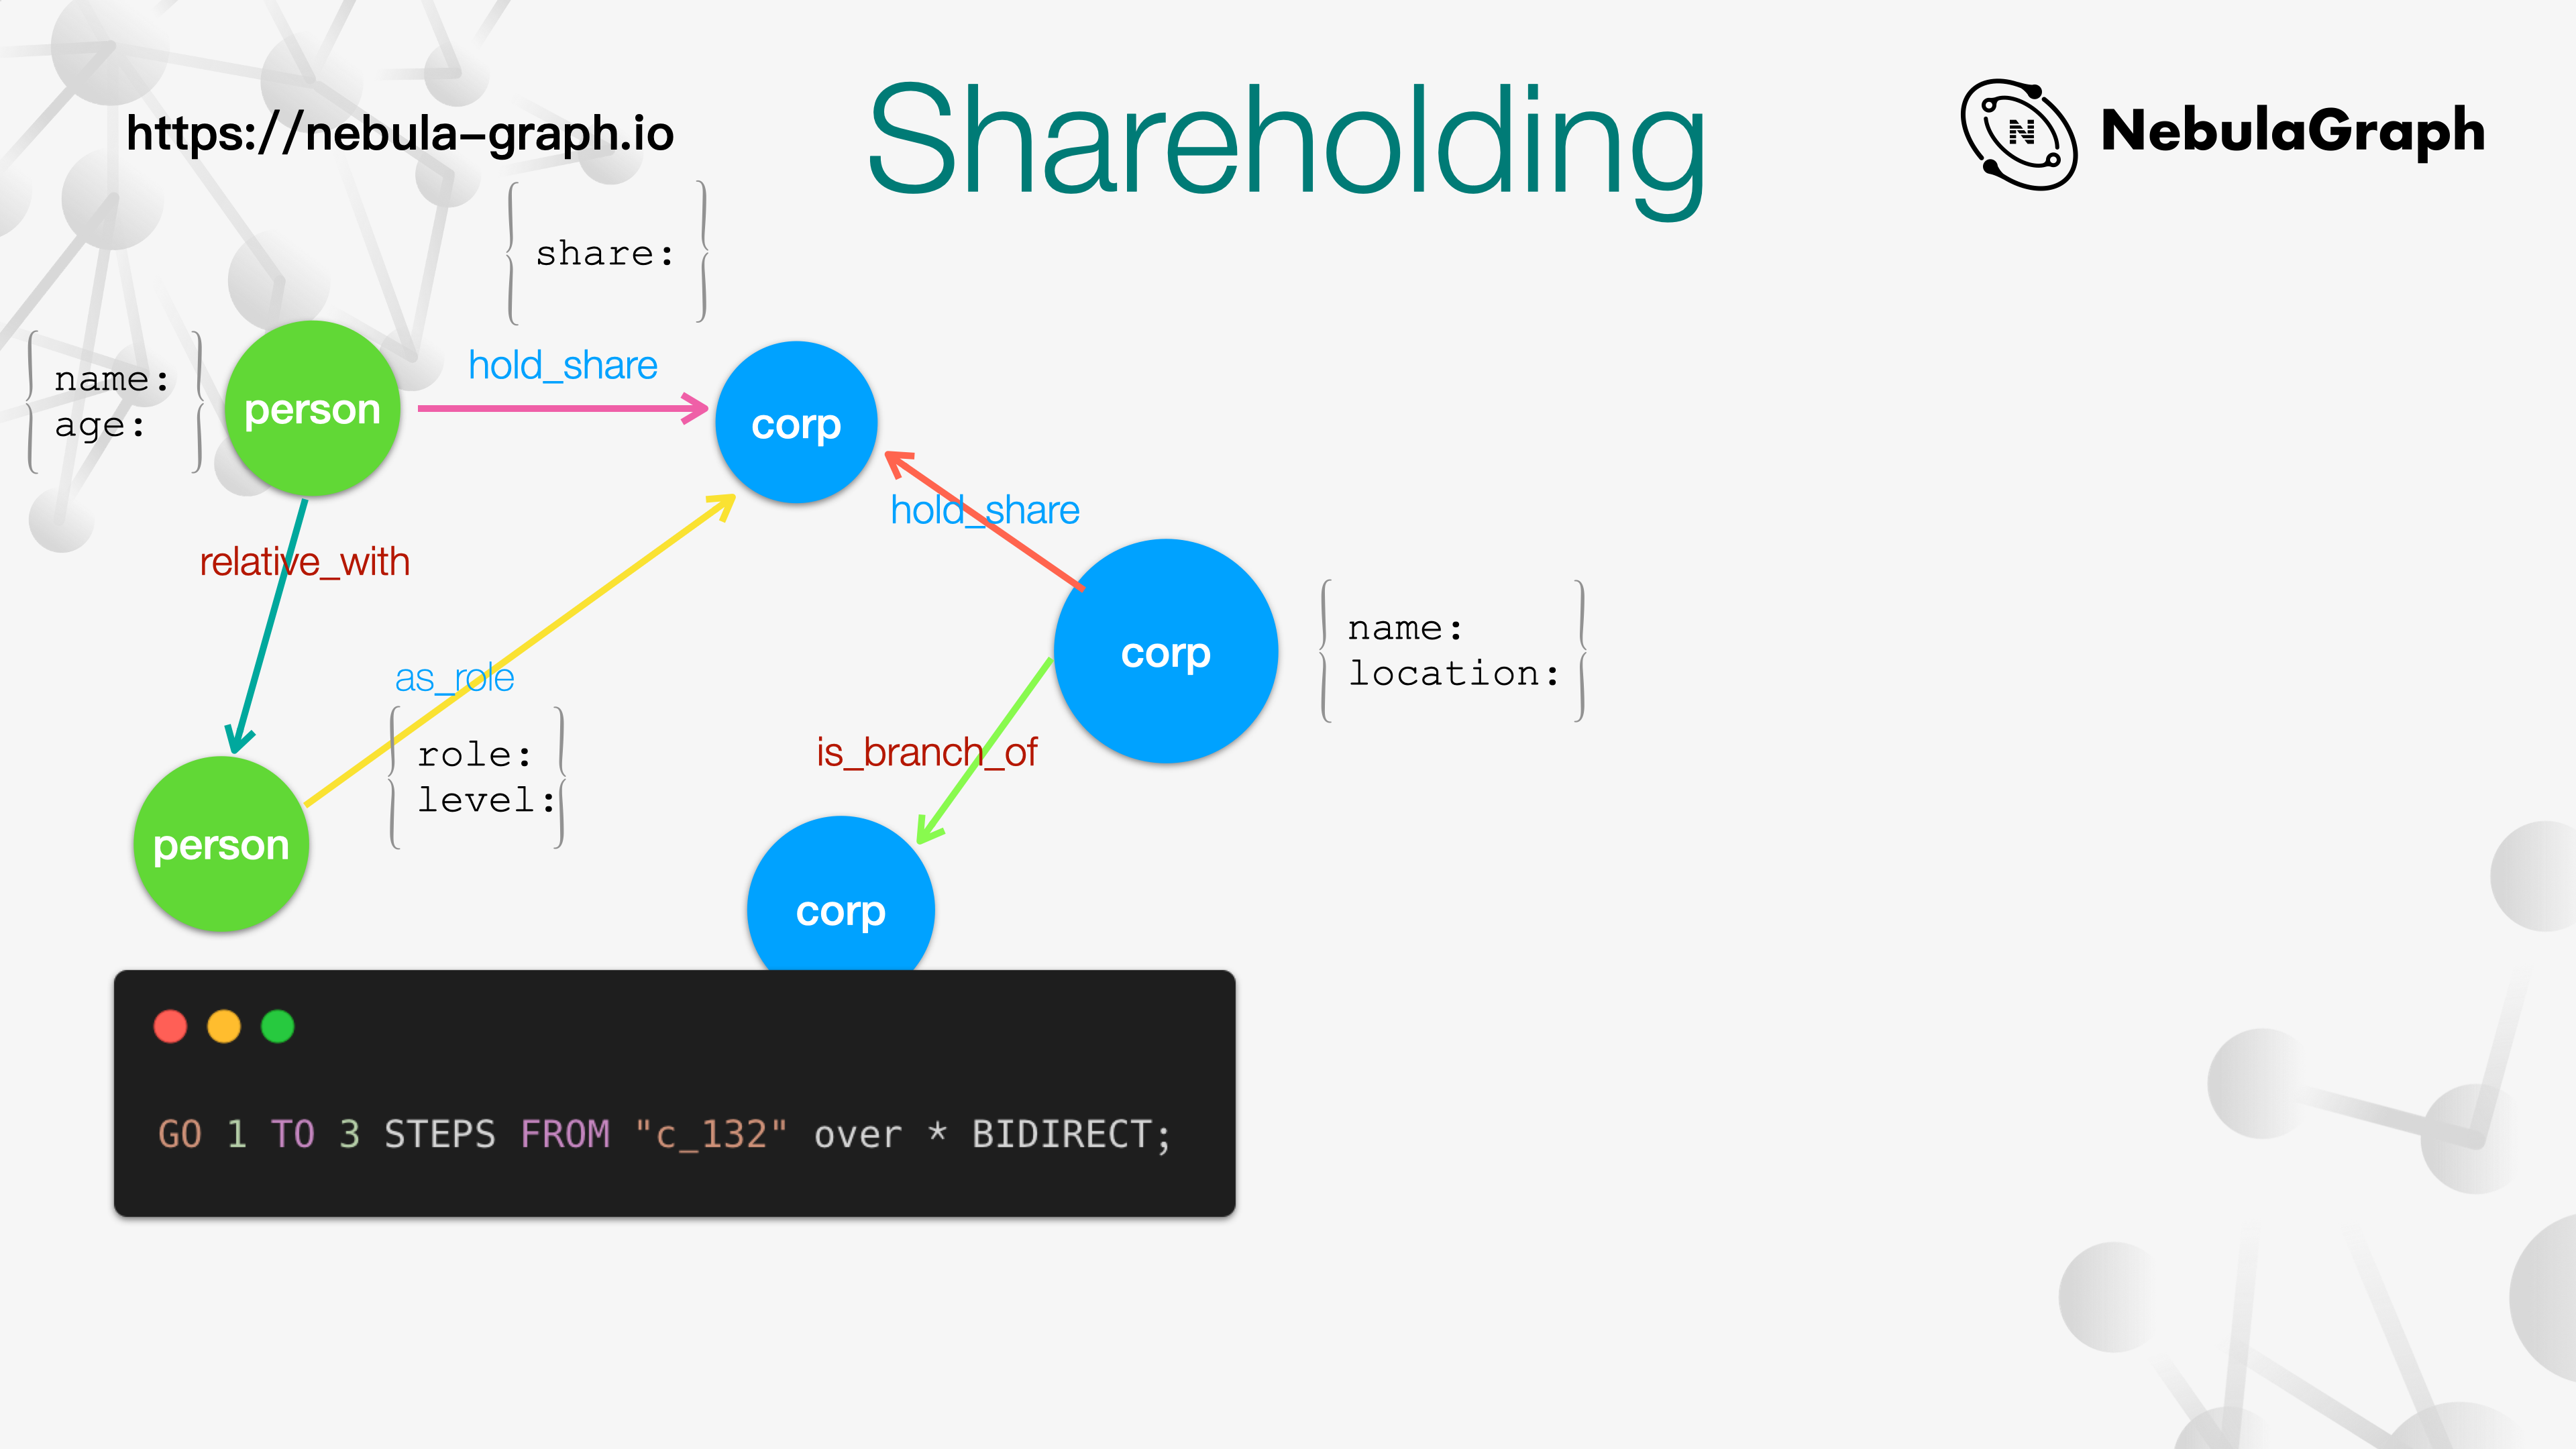 https://nebula-graph.io
Shareholding
N
NebulaGraph
share:
name:
age:
person
hold_share
corp
hold_share
relative_with
as_role
role:
level:
corp
name:
location:
is_branch_of
person
corp
GO 1 TO 3 STEPS FROM "c_132" over * BIDIRECT;